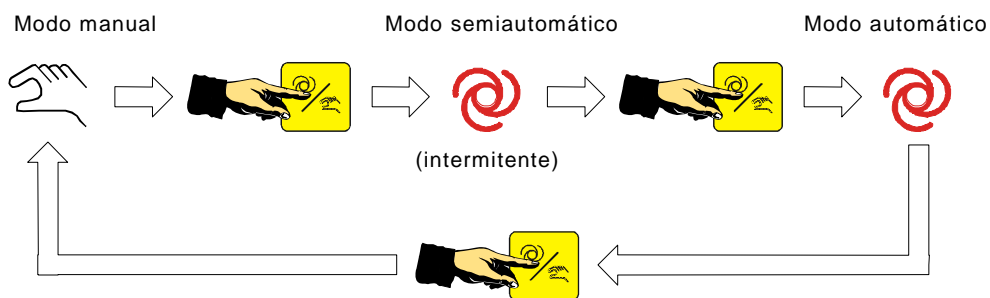 Modo manual
Modo semiautomático
Modo automático
(intermitente)